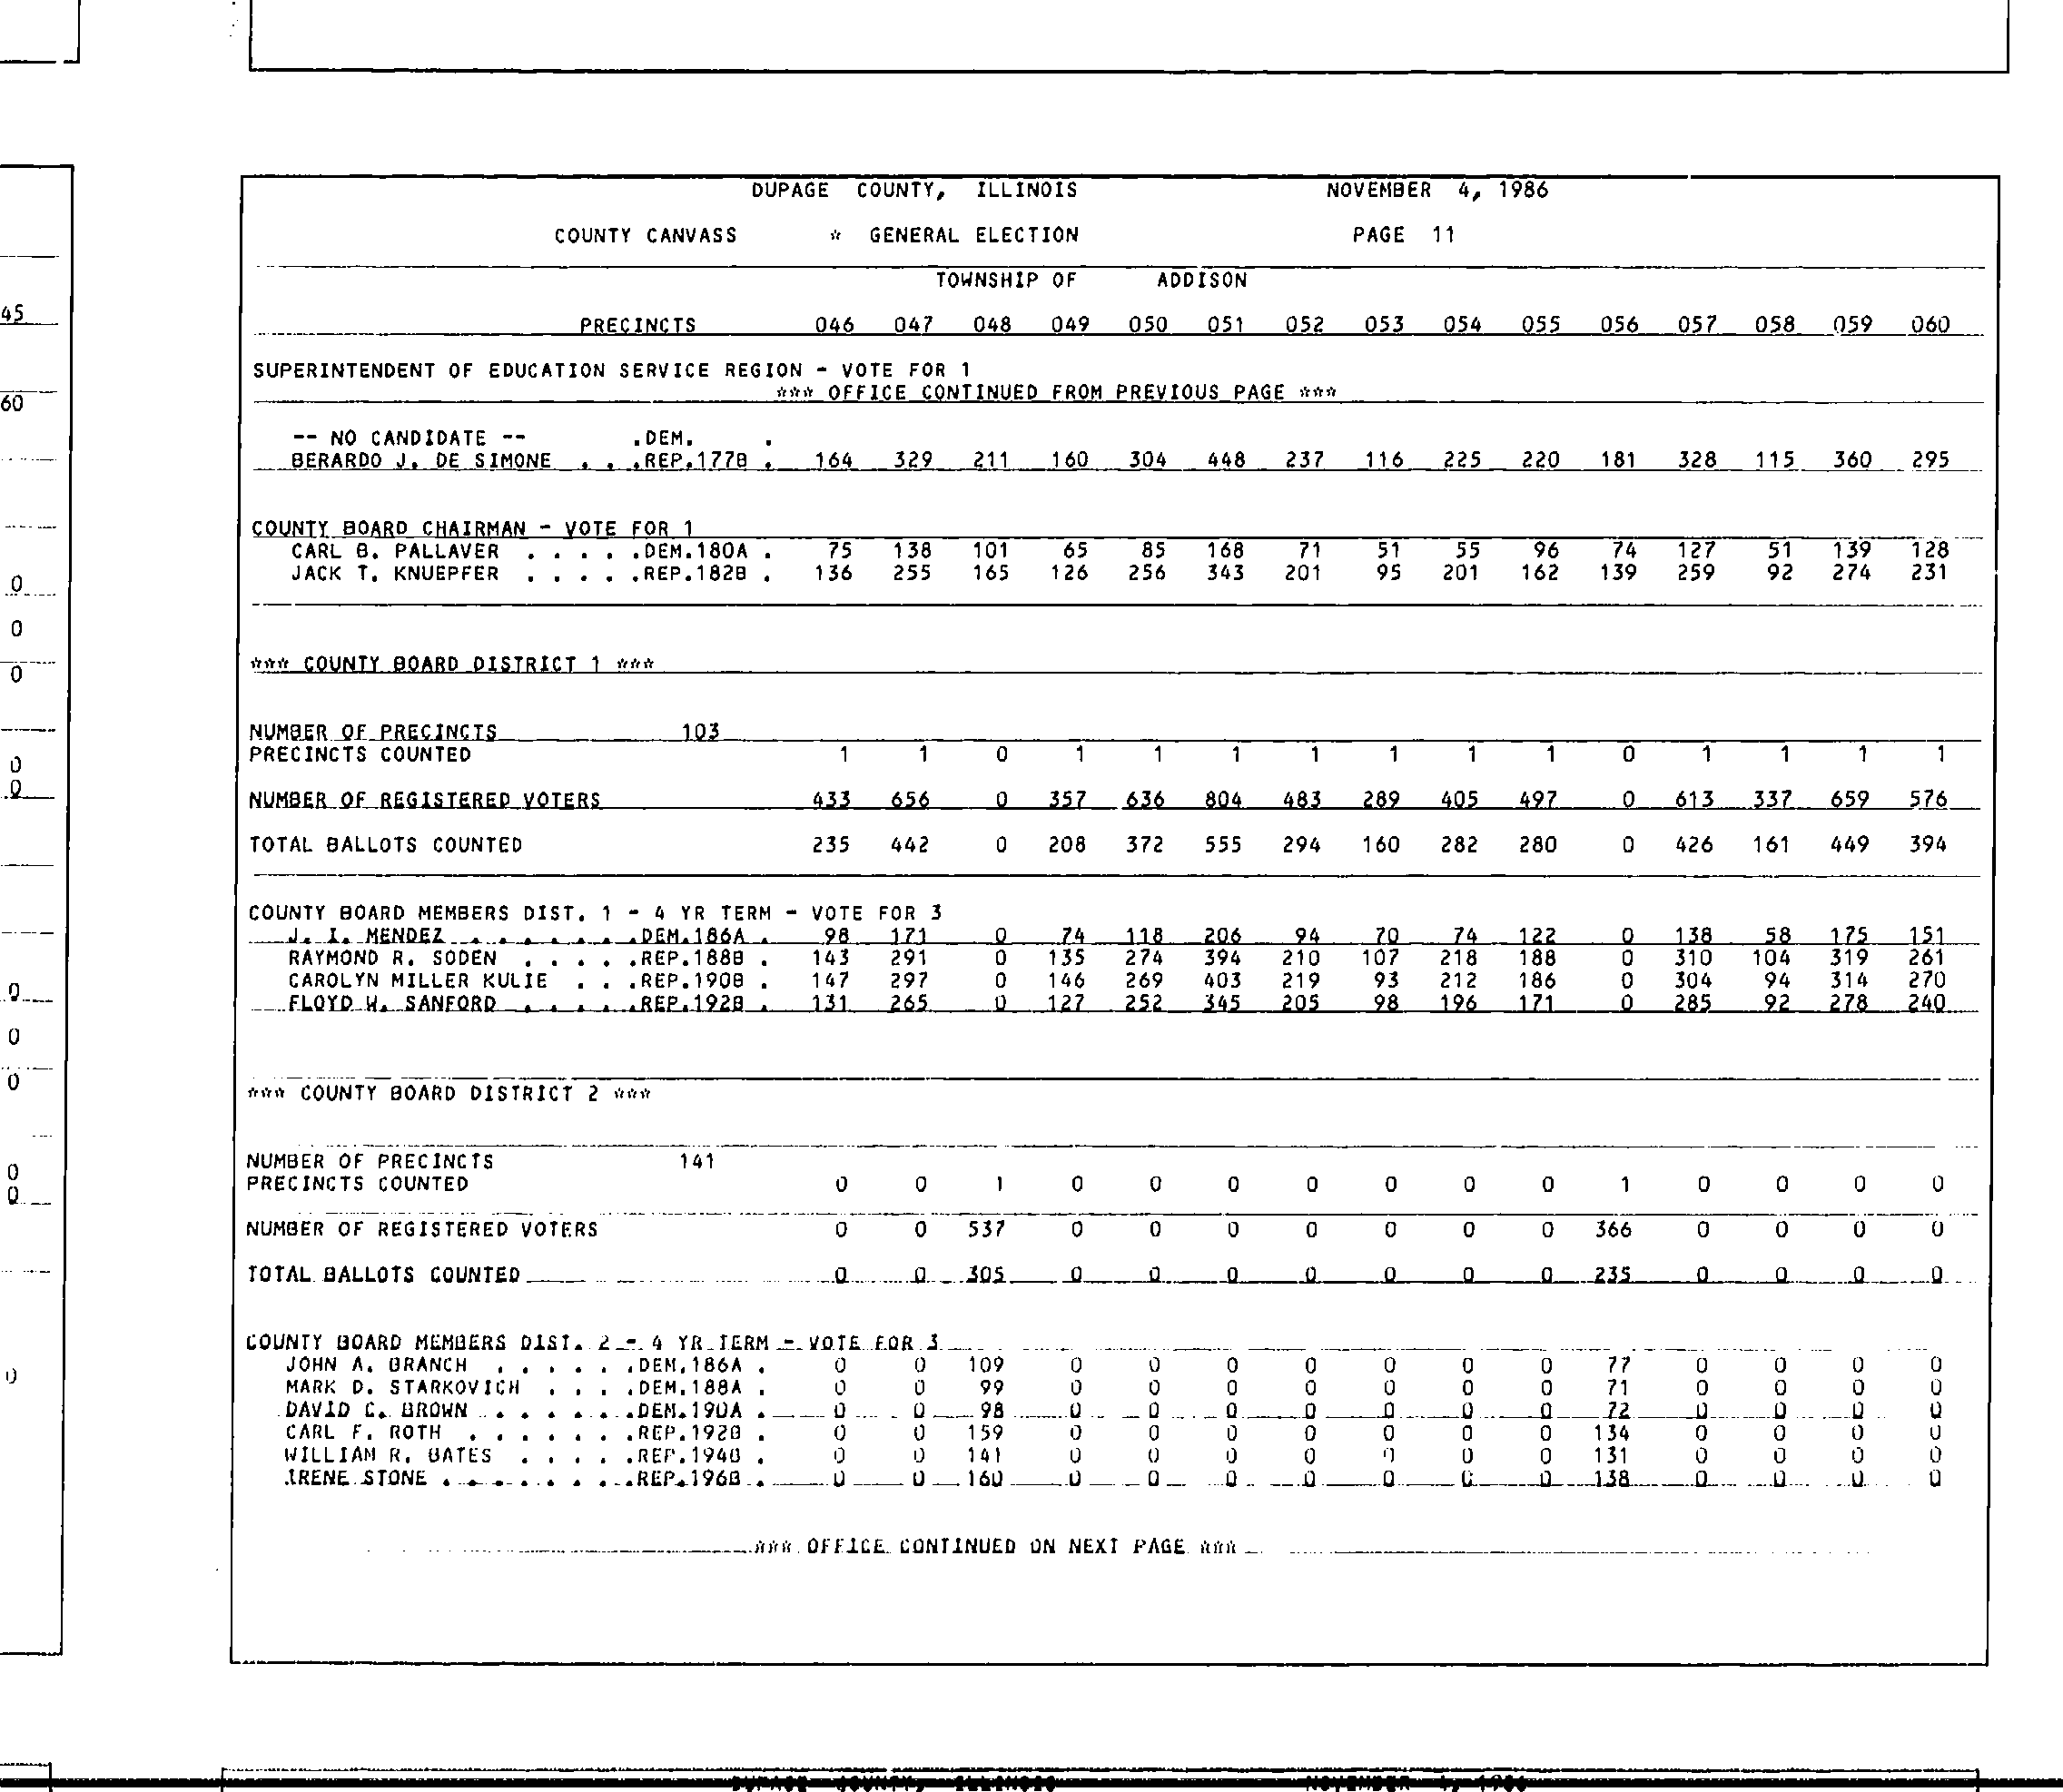 DUPAGE COUNTY, ILLINOIS NOVEMBER 4, 1986
COUNTY CANVASS * GENERAL ELECTION PAGE 11
TOWNSHIP OF ADDISON
PRECINCTS 046 047 048 049 050 051 052 053 054 055 056 057 058 059 060
SUPERINTENDENT OF EDUCATION SERVICE REGION - VOTE FOR 1
*** OFFICE CONTINUED FROM PREVIOUS PAGE ***
-- NO CANDIDATE -- .DEM. .
BERARDO J. DE SIMONE . . .REP.177B . 164 329 211 160 304 448 237 116 225 220 181 328 115 360 295
COUNTY BOARD CHAIRMAN - VOTE FOR 1
CARL B. PALLAVER . . . . .DEM.180A . 75 138 101 65 85 168 71 51 55 96 74 127 51 139 128
JACK T. KNUEPFER . . . . .REP.182B . 136 255 165 126 256 343 201 95 201 162 139 259 92 274 231
*** COUNTY BOARD DISTRICT 1 ***
NUMBER OF PRECINCTS 103
PRECINCTS COUNTED 1 1 0 1 1 1 1 1 1 1 0 1 1 1 1
NUMBER OF REGISTERED VOTERS 433 656 0 357 636 804 483 289 405 497 0 613 337 659 576
TOTAL BALLOTS COUNTED 235 442 0 208 372 555 294 160 282 280 0 426 161 449 394
COUNTY BOARD MEMBERS DIST. 1 - 4 YR TERM - VOTE FOR 3
J. I. MENDEZ . . . . . . .DEM.186A . 98 171 0 74 118 206 94 70 74 122 0 138 58 175 151
RAYMOND R. SODEN . . . . .REP.188B . 143 291 0 135 274 394 210 107 218 188 0 310 104 319 261
CAROLYN MILLER KULIE . . .REP.190B . 147 297 0 146 269 403 219 93 212 186 0 304 94 314 270
FLOYD W. SANFORD . . . . .REP.192B . 131 265 0 127 252 345 205 98 196 171 0 285 92 278 240
*** COUNTY BOARD DISTRICT 2 ***
NUMBER OF PRECINCTS 141
PRECINCTS COUNTED 0 0 1 0 0 0 0 0 0 0 1 0 0 0 0
NUMBER OF REGISTERED VOTERS 0 0 537 0 0 0 0 0 0 0 366 0 0 0 0
TOTAL BALLOTS COUNTED 0 0 305 0 0 0 0 0 0 0 235 0 0 0 0
COUNTY BOARD MEMBERS DIST. 2 - 4 YR TERM - VOTE FOR 3
JOHN A. BRANCH . . . . . .DEM.186A . 0 0 109 0 0 0 0 0 0 0 77 0 0 0 0
MARK D. STARKOVICH . . . .DEM.188A . 0 0 99 0 0 0 0 0 0 0 71 0 0 0 0
DAVID C. BROWN . . . . . .DEM.190A . 0 0 98 0 0 0 0 0 0 0 72 0 0 0 0
CARL F. ROTH . . . . . . .REP.192B . 0 0 159 0 0 0 0 0 0 0 134 0 0 0 0
WILLIAM R. BATES . . . . .REP.194B . 0 0 141 0 0 0 0 0 0 0 131 0 0 0 0
IRENE STONE . . . . . . . .REP.196B . 0 0 160 0 0 0 0 0 0 0 138 0 0 0 0
*** OFFICE CONTINUED ON NEXT PAGE ***
45
60
0
0
0
0
0
0
0
0
0
0
0
DUPAGE COUNTY, ILLINOIS NOVEMBER 4, 1986